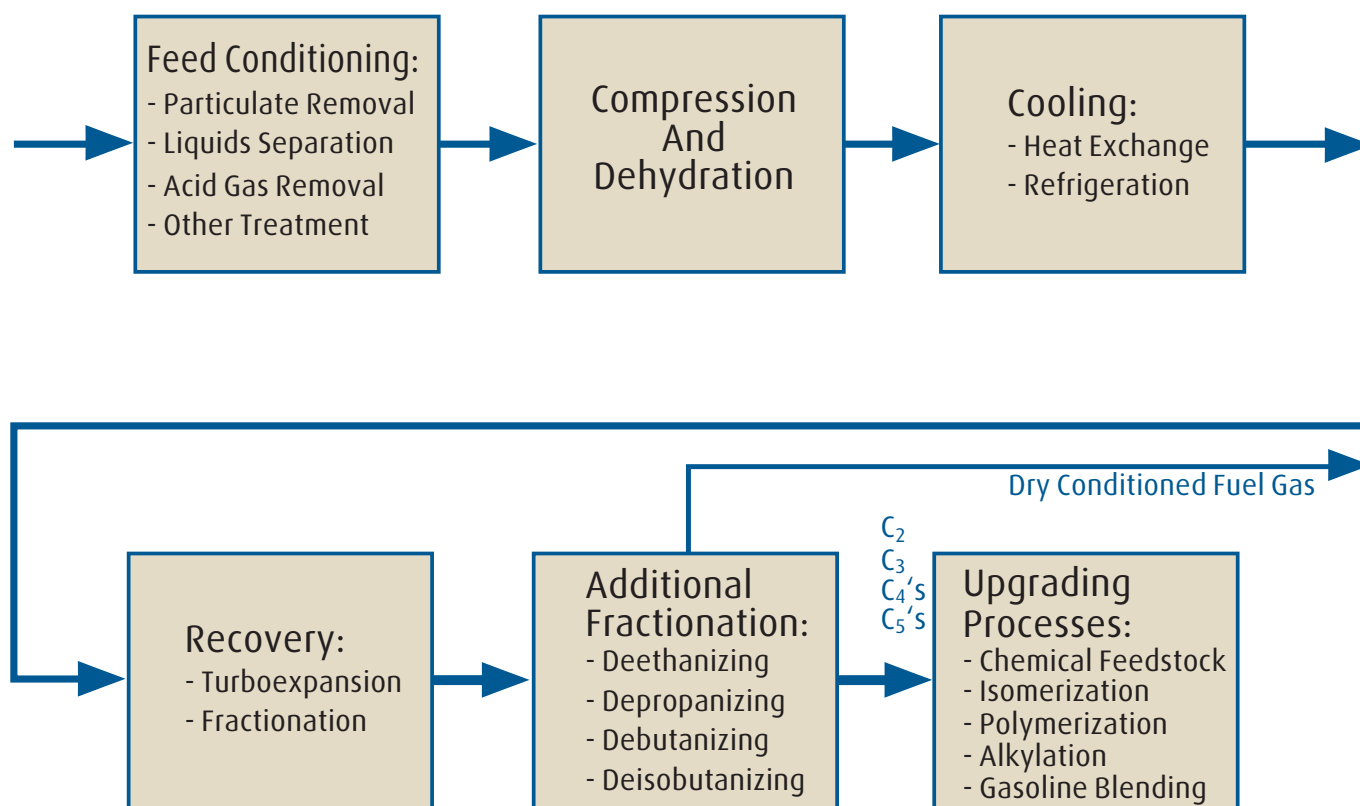 Feed Conditioning:
- Particulate Removal
- Liquids Separation
- Acid Gas Removal
- Other Treatment
Compression
And
Dehydration
Cooling:
- Heat Exchange
- Refrigeration
Dry Conditioned Fuel Gas
Recovery:
- Turboexpansion
- Fractionation
Additional
Fractionation:
- Deethanizing
- Depropanizing
- Debutanizing
- Deisobutanizing
C₂
C₃
C₄‘s
C₅‘s
Upgrading
Processes:
- Chemical Feedstock
- Isomerization
- Polymerization
- Alkylation
- Gasoline Blending